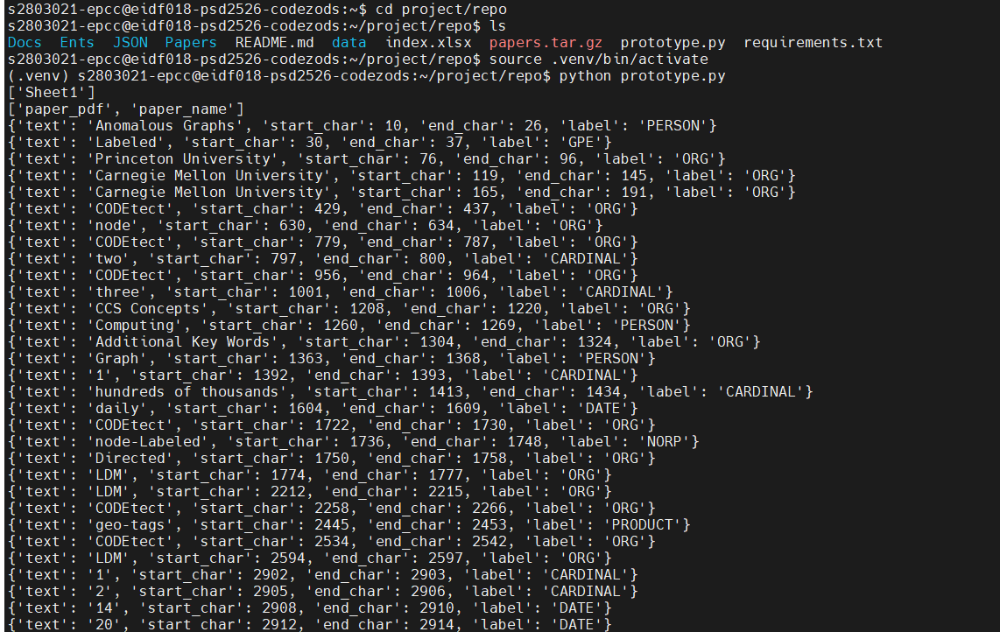 s2803021-epcc@eidf018-psd2526-codezods:~$ cd project/repo
s2803021-epcc@eidf018-psd2526-codezods:~/project/repo$ ls
Docs  Ents  JSON  Papers  README.md  data  index.xlsx  papers.tar.gz  prototype.py  requirements.txt
s2803021-epcc@eidf018-psd2526-codezods:~/project/repo$ source .venv/bin/activate
(.venv) s2803021-epcc@eidf018-psd2526-codezods:~/project/repo$ python prototype.py
['Sheet1']
['paper_pdf', 'paper_name']
{'text': 'Anomalous Graphs', 'start_char': 10, 'end_char': 26, 'label': 'PERSON'}
{'text': 'Labeled', 'start_char': 30, 'end_char': 37, 'label': 'GPE'}
{'text': 'Princeton University', 'start_char': 76, 'end_char': 96, 'label': 'ORG'}
{'text': 'Carnegie Mellon University', 'start_char': 119, 'end_char': 145, 'label': 'ORG'}
{'text': 'Carnegie Mellon University', 'start_char': 165, 'end_char': 191, 'label': 'ORG'}
{'text': 'CODEtect', 'start_char': 429, 'end_char': 437, 'label': 'ORG'}
{'text': 'node', 'start_char': 630, 'end_char': 634, 'label': 'ORG'}
{'text': 'CODEtect', 'start_char': 779, 'end_char': 787, 'label': 'ORG'}
{'text': 'two', 'start_char': 797, 'end_char': 800, 'label': 'CARDINAL'}
{'text': 'CODEtect', 'start_char': 956, 'end_char': 964, 'label': 'ORG'}
{'text': 'three', 'start_char': 1001, 'end_char': 1006, 'label': 'CARDINAL'}
{'text': 'CCS Concepts', 'start_char': 1208, 'end_char': 1220, 'label': 'ORG'}
{'text': 'Computing', 'start_char': 1260, 'end_char': 1269, 'label': 'PERSON'}
{'text': 'Additional Key Words', 'start_char': 1304, 'end_char': 1324, 'label': 'ORG'}
{'text': 'Graph', 'start_char': 1363, 'end_char': 1368, 'label': 'PERSON'}
{'text': '1', 'start_char': 1392, 'end_char': 1393, 'label': 'CARDINAL'}
{'text': 'hundreds of thousands', 'start_char': 1413, 'end_char': 1434, 'label': 'CARDINAL'}
{'text': 'daily', 'start_char': 1604, 'end_char': 1609, 'label': 'DATE'}
{'text': 'CODEtect', 'start_char': 1722, 'end_char': 1730, 'label': 'ORG'}
{'text': 'node-Labeled', 'start_char': 1736, 'end_char': 1748, 'label': 'NORP'}
{'text': 'Directed', 'start_char': 1750, 'end_char': 1758, 'label': 'ORG'}
{'text': 'LDM', 'start_char': 1774, 'end_char': 1777, 'label': 'ORG'}
{'text': 'LDM', 'start_char': 2212, 'end_char': 2215, 'label': 'ORG'}
{'text': 'CODEtect', 'start_char': 2258, 'end_char': 2266, 'label': 'ORG'}
{'text': 'geo-tags', 'start_char': 2445, 'end_char': 2453, 'label': 'PRODUCT'}
{'text': 'CODEtect', 'start_char': 2534, 'end_char': 2542, 'label': 'ORG'}
{'text': 'LDM', 'start_char': 2594, 'end_char': 2597, 'label': 'ORG'}
{'text': '1', 'start_char': 2902, 'end_char': 2903, 'label': 'CARDINAL'}
{'text': '2', 'start_char': 2905, 'end_char': 2906, 'label': 'CARDINAL'}
{'text': '14', 'start_char': 2908, 'end_char': 2910, 'label': 'DATE'}
{'text': '20', 'start_char': 2912, 'end_char': 2914, 'label': 'DATE'}